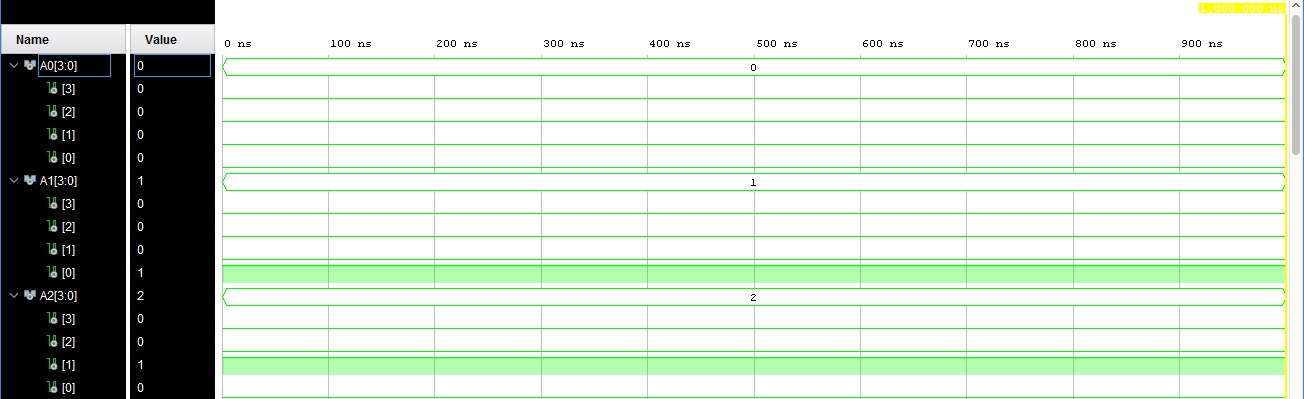 1,000.000 ns
Name Value
0 ns 100 ns 200 ns 300 ns 400 ns 500 ns 600 ns 700 ns 800 ns 900 ns
A0[3:0] 0 0
[3] 0
[2] 0
[1] 0
[0] 0
A1[3:0] 1 1
[3] 0
[2] 0
[1] 0
[0] 1
A2[3:0] 2 2
[3] 0
[2] 0
[1] 1
[0] 0